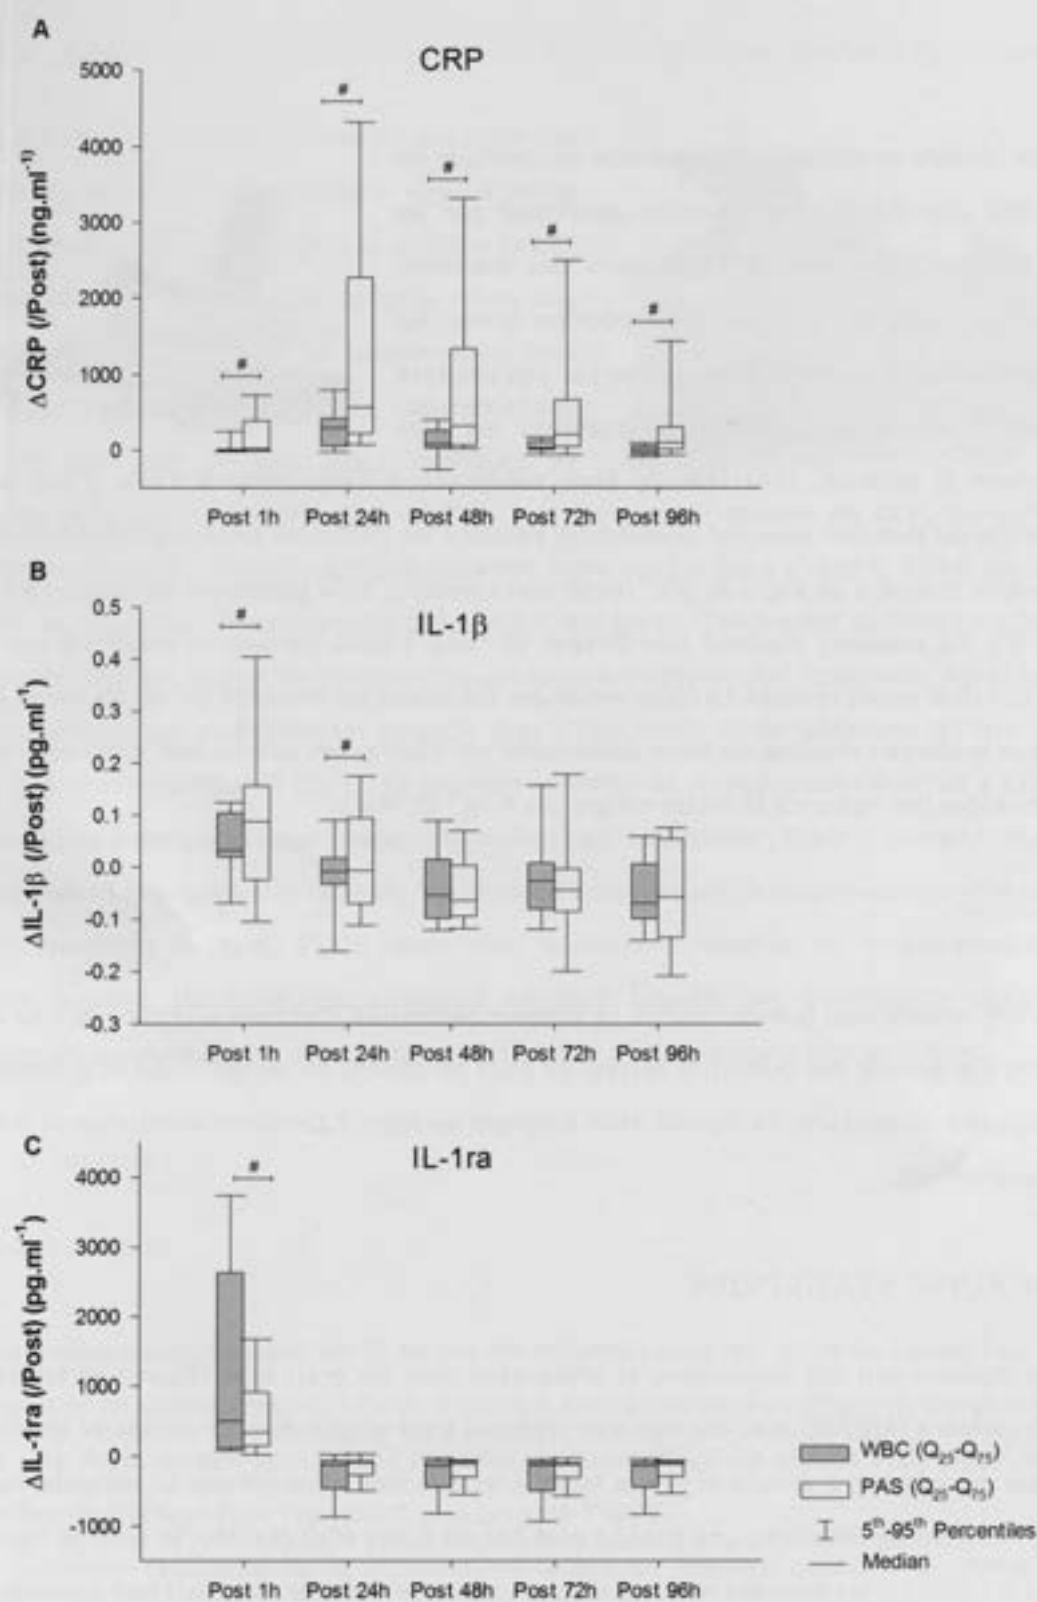 A
CRP
ΔCRP (/Post) (ng.ml⁻¹)
5000
4000
3000
2000
1000
0
#
#
#
#
#
Post 1h Post 24h Post 48h Post 72h Post 96h
B
IL-1β
ΔIL-1β (/Post) (pg.ml⁻¹)
0.5
0.4
0.3
0.2
0.1
0.0
-0.1
-0.2
-0.3
#
#
Post 1h Post 24h Post 48h Post 72h Post 96h
C
IL-1ra
ΔIL-1ra (/Post) (pg.ml⁻¹)
4000
3000
2000
1000
0
-1000
#
Post 1h Post 24h Post 48h Post 72h Post 96h
WBC (Q₂₅-Q₇₅)
PAS (Q₂₅-Q₇₅)
5ᵗʰ-95ᵗʰ Percentiles
Median